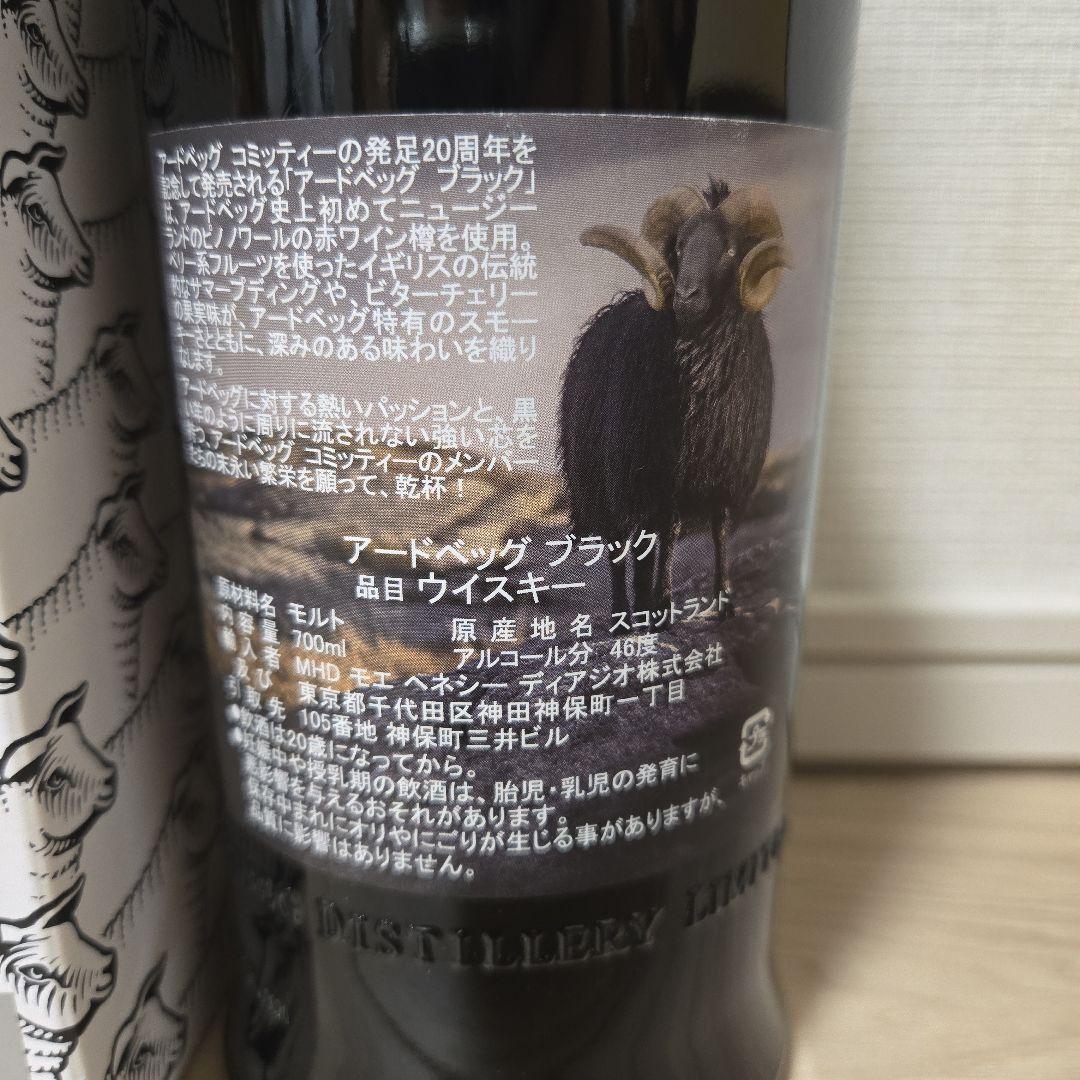 アードベッグ コミッティーの発足20周年を
記念して発売される「アードベッグ ブラック」
は、アードベッグ史上初めてニュージー
ランドのピノノワールの赤ワイン樽を使用。
ベリー系フルーツを使ったイギリスの伝統
的なサマープディングや、ビターチェリー
の果実味が、アードベッグ特有のスモー
キーさとともに、深みのある味わいを織り
なします。
アードベッグに対する熱いパッションと、黒
い羊のように周りに流されない強い芯を
持つ、アードベッグ コミッティーのメンバー
たちの末永い繁栄を願って、乾杯！
アードベッグ ブラック
品目 ウイスキー
原材料名 モルト 原産地名 スコットランド
内容量 700ml アルコール分 46度
輸入者 MHD モエ ヘネシー ディアジオ株式会社
及び 東京都千代田区神田神保町一丁目
引取先 105番地 神保町三井ビル
●飲酒は20歳になってから。
●妊娠中や授乳期の飲酒は、胎児・乳児の発育に
悪影響を与えるおそれがあります。
保存中まれにオリやにごりが生じる事がありますが、
品質に影響はありません。
DISTILLERY LIMITED